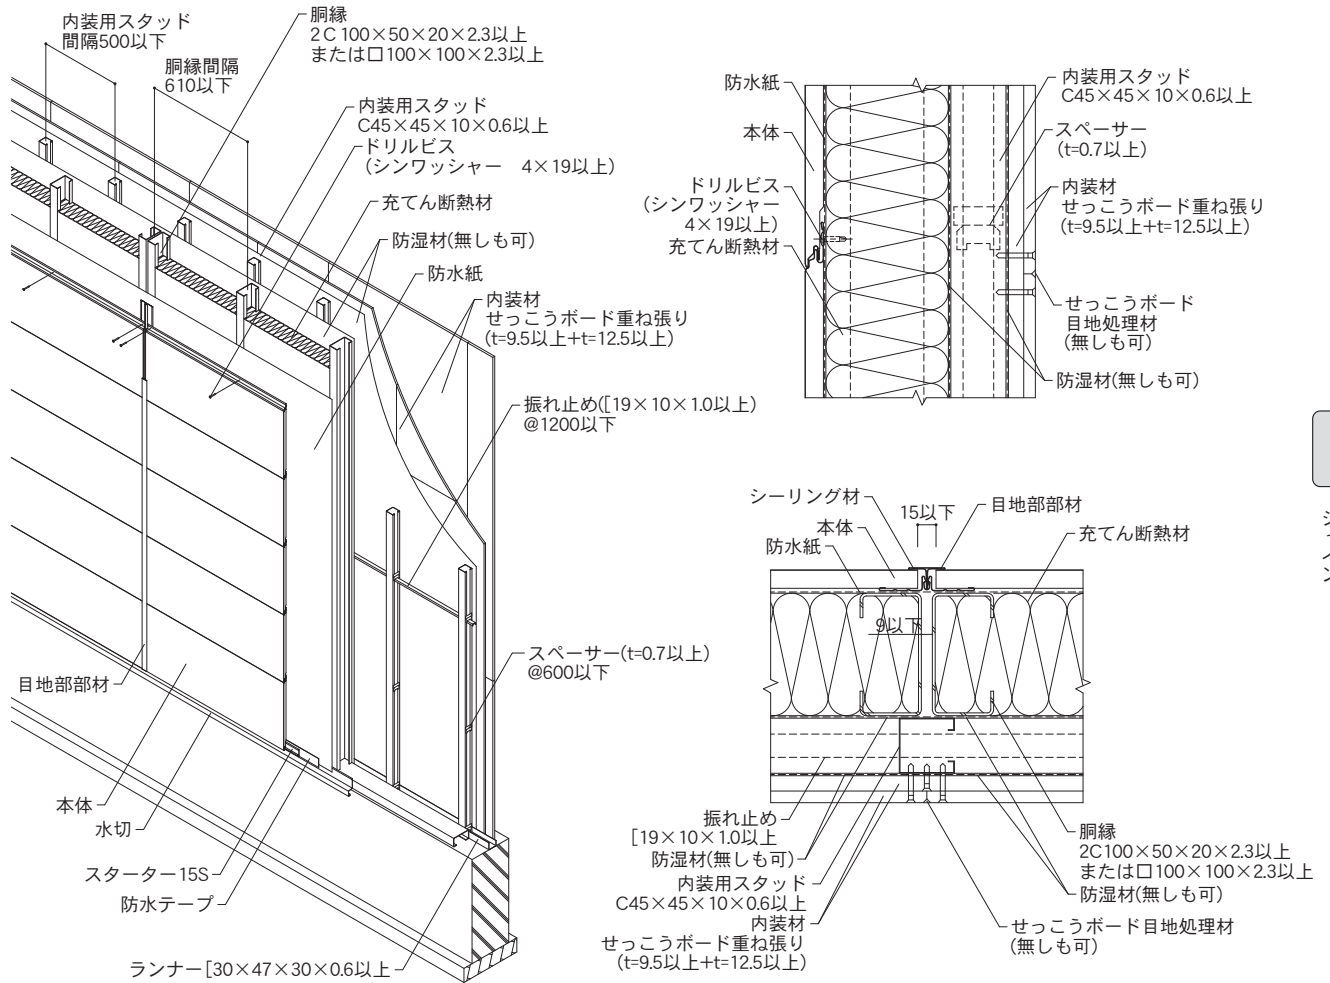 内装用スタッド
間隔500以下
胴縁
2C100×50×20×2.3以上
または□100×100×2.3以上
胴縁間隔
610以下
内装用スタッド
C45×45×10×0.6以上
ドリルビス
(シンワッシャー　4×19以上)
充てん断熱材
防湿材(無しも可)
防水紙
内装材
せっこうボード重ね張り
(t=9.5以上+t=12.5以上)
振れ止め([19×10×1.0以上)
@1200以下
スペーサー(t=0.7以上)
@600以下
目地部部材
本体
水切
スターター15S
防水テープ
ランナー[30×47×30×0.6以上
防水紙
本体
ドリルビス
(シンワッシャー
4×19以上)
充てん断熱材
内装用スタッド
C45×45×10×0.6以上
スペーサー
(t=0.7以上)
内装材
せっこうボード重ね張り
(t=9.5以上+t=12.5以上)
せっこうボード
目地処理材
(無しも可)
防湿材(無しも可)
シーリング材
本体
防水紙
15以下
目地部部材
充てん断熱材
9以下
振れ止め
[19×10×1.0以上
防湿材(無しも可)
内装用スタッド
C45×45×10×0.6以上
内装材
せっこうボード重ね張り
(t=9.5以上+t=12.5以上)
胴縁
2C100×50×20×2.3以上
または□100×100×2.3以上
防湿材(無しも可)
せっこうボード目地処理材
(無しも可)